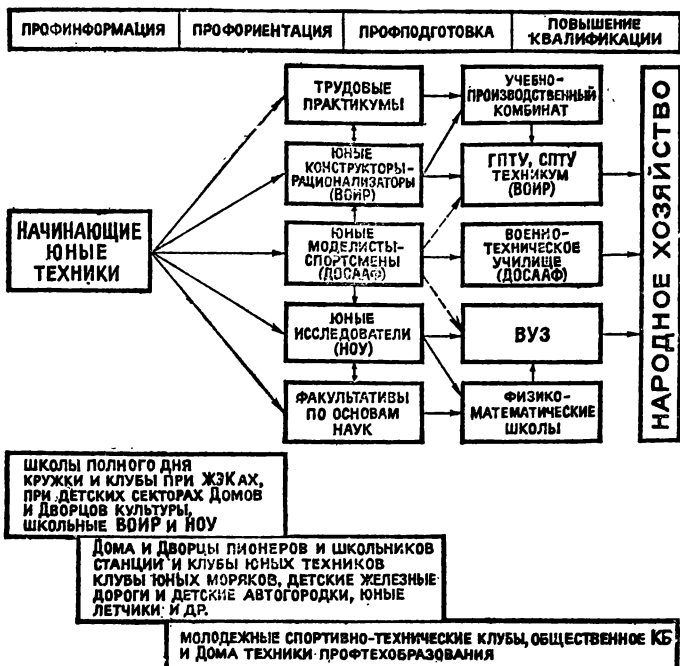 ПРОФИНФОРМАЦИЯ
ПРОФОРИЕНТАЦИЯ
ПРОФПОДГОТОВКА
ПОВЫШЕНИЕ
КВАЛИФИКАЦИИ
НАЧИНАЮЩИЕ
ЮНЫЕ
ТЕХНИКИ
ТРУДОВЫЕ
ПРАКТИКУМЫ
ЮНЫЕ
КОНСТРУКТОРЫ-
РАЦИОНАЛИЗАТОРЫ
(ВОИР)
ЮНЫЕ
МОДЕЛИСТЫ-
СПОРТСМЕНЫ
(ДОСААФ)
ЮНЫЕ
ИССЛЕДОВАТЕЛИ
(НОУ)
ФАКУЛЬТАТИВЫ
ПО ОСНОВАМ
НАУК
УЧЕБНО-
ПРОИЗВОДСТВЕННЫЙ
КОМБИНАТ
ГПТУ, СПТУ
ТЕХНИКУМ
(ВОИР)
ВОЕННО-
ТЕХНИЧЕСКОЕ
УЧИЛИЩЕ
(ДОСААФ)
ВУЗ
ФИЗИКО-
МАТЕМАТИЧЕСКИЕ
ШКОЛЫ
НАРОДНОЕ ХОЗЯЙСТВО
ШКОЛЫ ПОЛНОГО ДНЯ
КРУЖКИ И КЛУБЫ ПРИ ЖЭКАХ,
ПРИ ДЕТСКИХ СЕКТОРАХ ДОМОВ
И ДВОРЦОВ КУЛЬТУРЫ,
ШКОЛЬНЫЕ ВОИР И НОУ
ДОМА И ДВОРЦЫ ПИОНЕРОВ И ШКОЛЬНИКОВ
СТАНЦИИ И КЛУБЫ ЮНЫХ ТЕХНИКОВ
КЛУБЫ ЮНЫХ МОРЯКОВ, ДЕТСКИЕ ЖЕЛЕЗНЫЕ
ДОРОГИ И ДЕТСКИЕ АВТОГОРОДКИ, ЮНЫЕ
ЛЕТЧИКИ И ДР.
МОЛОДЕЖНЫЕ СПОРТИВНО-ТЕХНИЧЕСКИЕ КЛУБЫ, ОБЩЕСТВЕННОЕ КБ
И ДОМА ТЕХНИКИ ПРОФТЕХОБРАЗОВАНИЯ